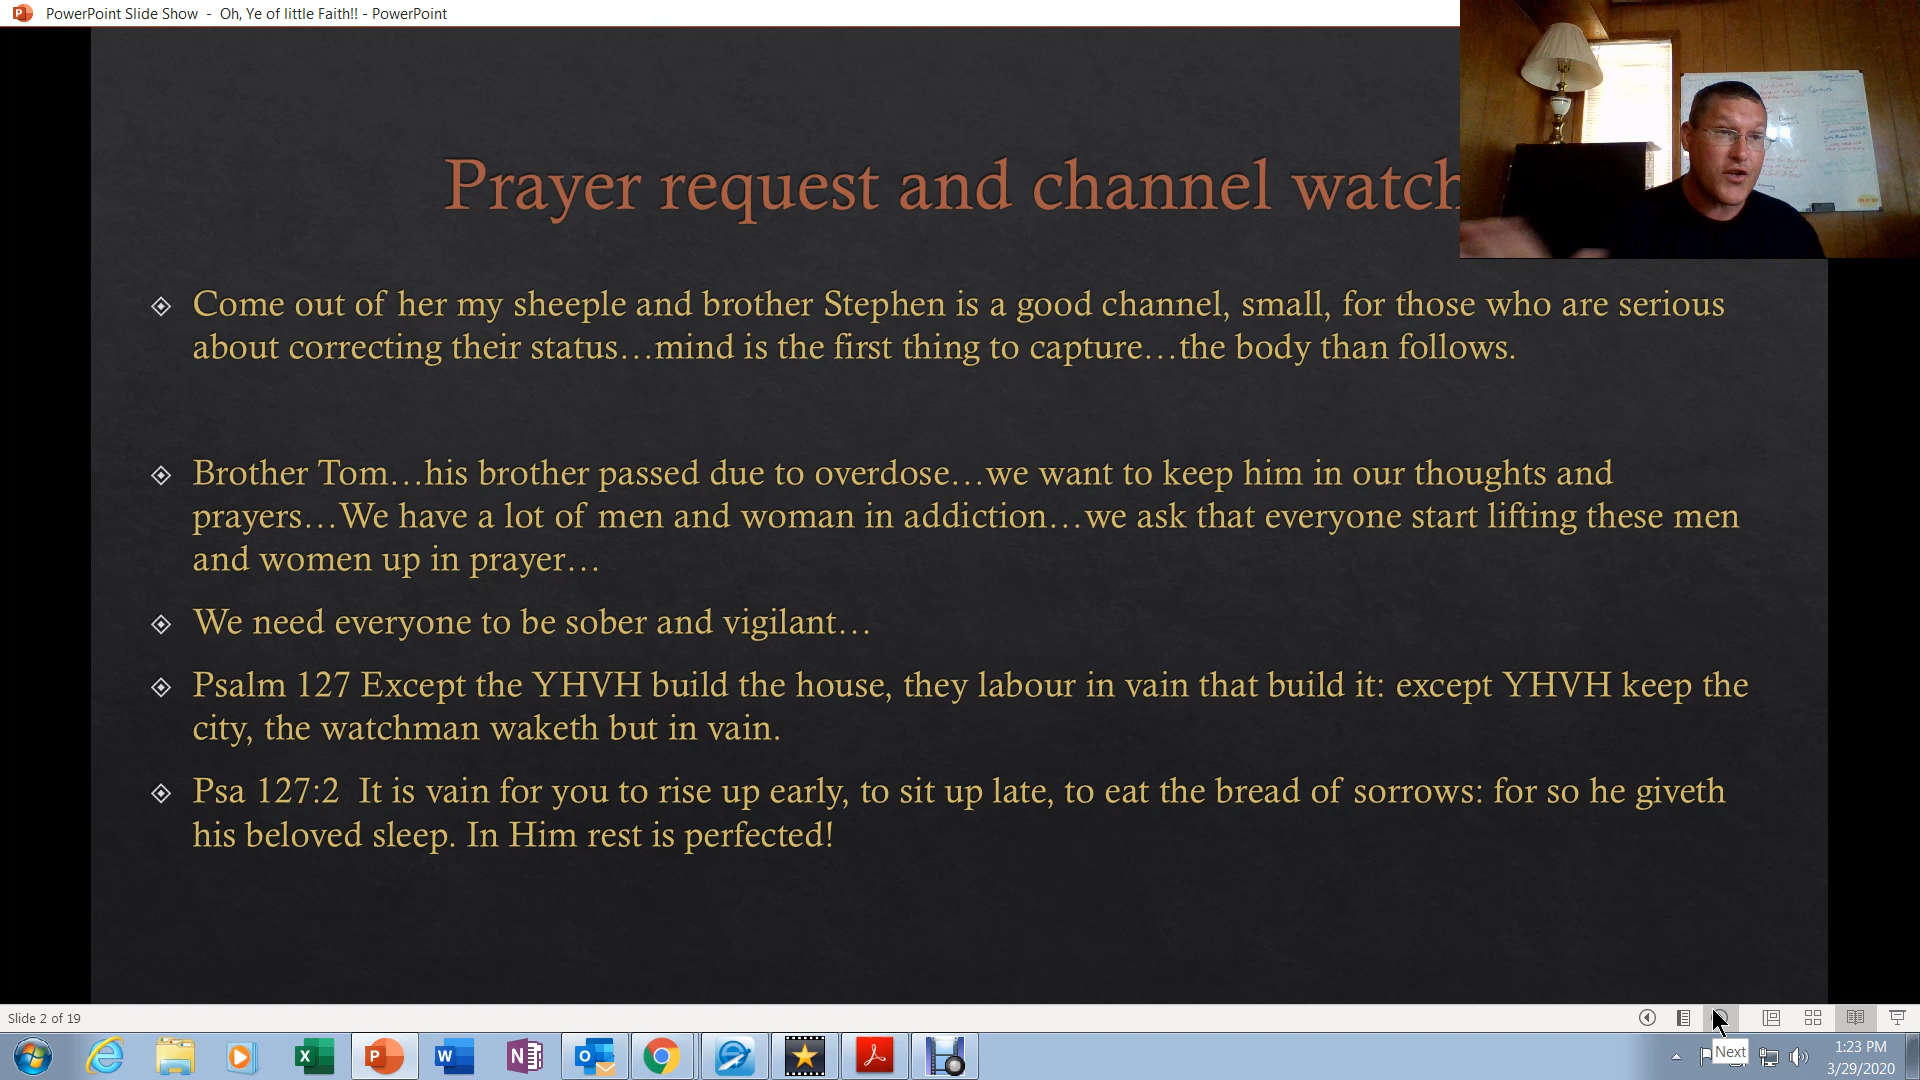 PowerPoint Slide Show - Oh, Ye of little Faith!! - PowerPoint
Prayer request and channel watch
Come out of her my sheeple and brother Stephen is a good channel, small, for those who are serious
about correcting their status…mind is the first thing to capture…the body than follows.
Brother Tom…his brother passed due to overdose…we want to keep him in our thoughts and
prayers…We have a lot of men and woman in addiction…we ask that everyone start lifting these men
and women up in prayer…
We need everyone to be sober and vigilant…
Psalm 127 Except the YHVH build the house, they labour in vain that build it: except YHVH keep the
city, the watchman waketh but in vain.
Psa 127:2 It is vain for you to rise up early, to sit up late, to eat the bread of sorrows: for so he giveth
his beloved sleep. In Him rest is perfected!
Slide 2 of 19
Next
1:23 PM
3/29/2020